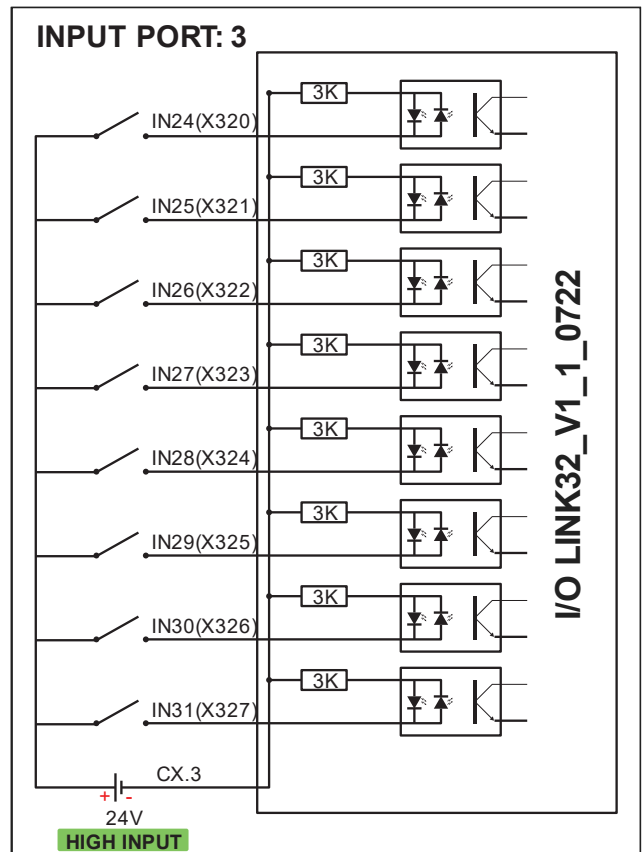 INPUT PORT: 3
3K
IN24(X320)
3K
IN25(X321)
3K
IN26(X322)
3K
IN27(X323)
3K
IN28(X324)
3K
IN29(X325)
3K
IN30(X326)
3K
IN31(X327)
I/O LINK32_V1_1_0722
CX.3
+ -
24V
HIGH INPUT